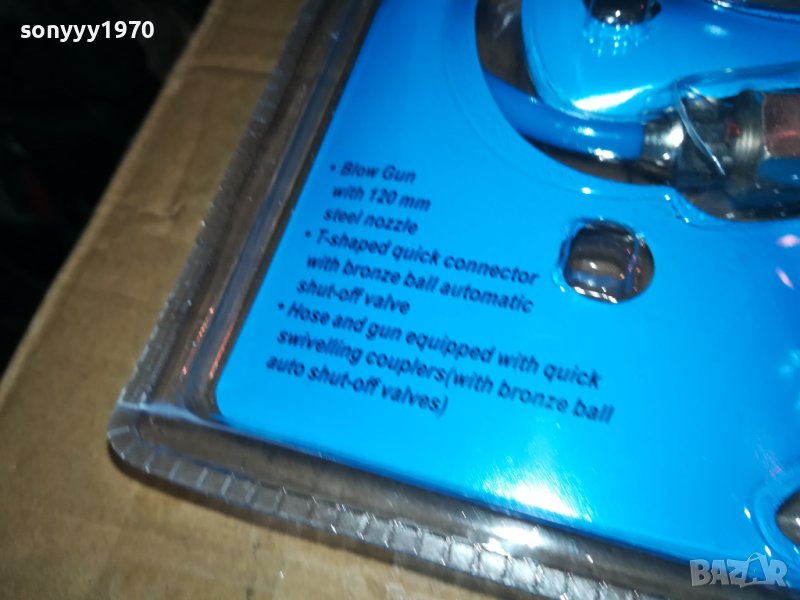 sonyyy1970
• Blow Gun
with 120 mm
steel nozzle
• T-shaped quick connector
with bronze ball automatic
shut-off valve
• Hose and gun equipped with quick
swivelling couplers(with bronze ball
auto shut-off valves)
BAZAR